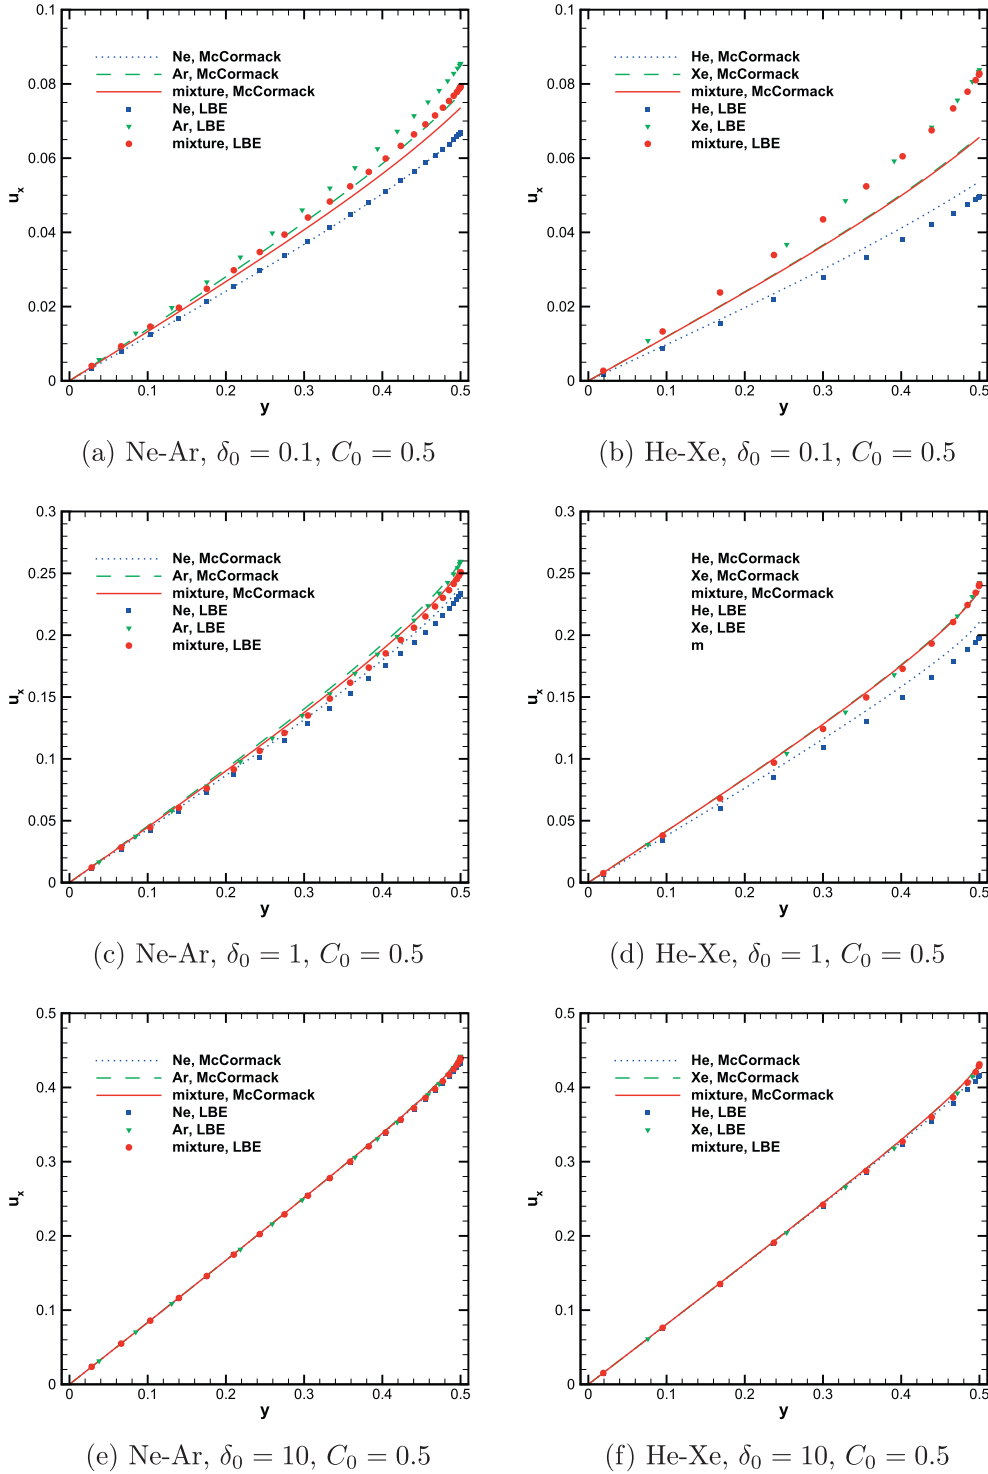 0.1
0.08
0.06
0.04
0.02
0
u_x
Ne, McCormack
Ar, McCormack
mixture, McCormack
Ne, LBE
Ar, LBE
mixture, LBE
0 0.1 0.2 0.3 0.4 0.5
y
(a) Ne-Ar, δ₀ = 0.1, C₀ = 0.5
0.1
0.08
0.06
0.04
0.02
0
u_x
He, McCormack
Xe, McCormack
mixture, McCormack
He, LBE
Xe, LBE
mixture, LBE
0 0.1 0.2 0.3 0.4 0.5
y
(b) He-Xe, δ₀ = 0.1, C₀ = 0.5
0.3
0.25
0.2
0.15
0.1
0.05
0
u_x
Ne, McCormack
Ar, McCormack
mixture, McCormack
Ne, LBE
Ar, LBE
mixture, LBE
0 0.1 0.2 0.3 0.4 0.5
y
(c) Ne-Ar, δ₀ = 1, C₀ = 0.5
0.3
0.25
0.2
0.15
0.1
0.05
0
u_x
He, McCormack
Xe, McCormack
mixture, McCormack
He, LBE
Xe, LBE
m
0 0.1 0.2 0.3 0.4 0.5
y
(d) He-Xe, δ₀ = 1, C₀ = 0.5
0.5
0.4
0.3
0.2
0.1
0
u_x
Ne, McCormack
Ar, McCormack
mixture, McCormack
Ne, LBE
Ar, LBE
mixture, LBE
0 0.1 0.2 0.3 0.4 0.5
y
(e) Ne-Ar, δ₀ = 10, C₀ = 0.5
0.5
0.4
0.3
0.2
0.1
0
u_x
He, McCormack
Xe, McCormack
mixture, McCormack
He, LBE
Xe, LBE
mixture, LBE
0 0.1 0.2 0.3 0.4 0.5
y
(f) He-Xe, δ₀ = 10, C₀ = 0.5